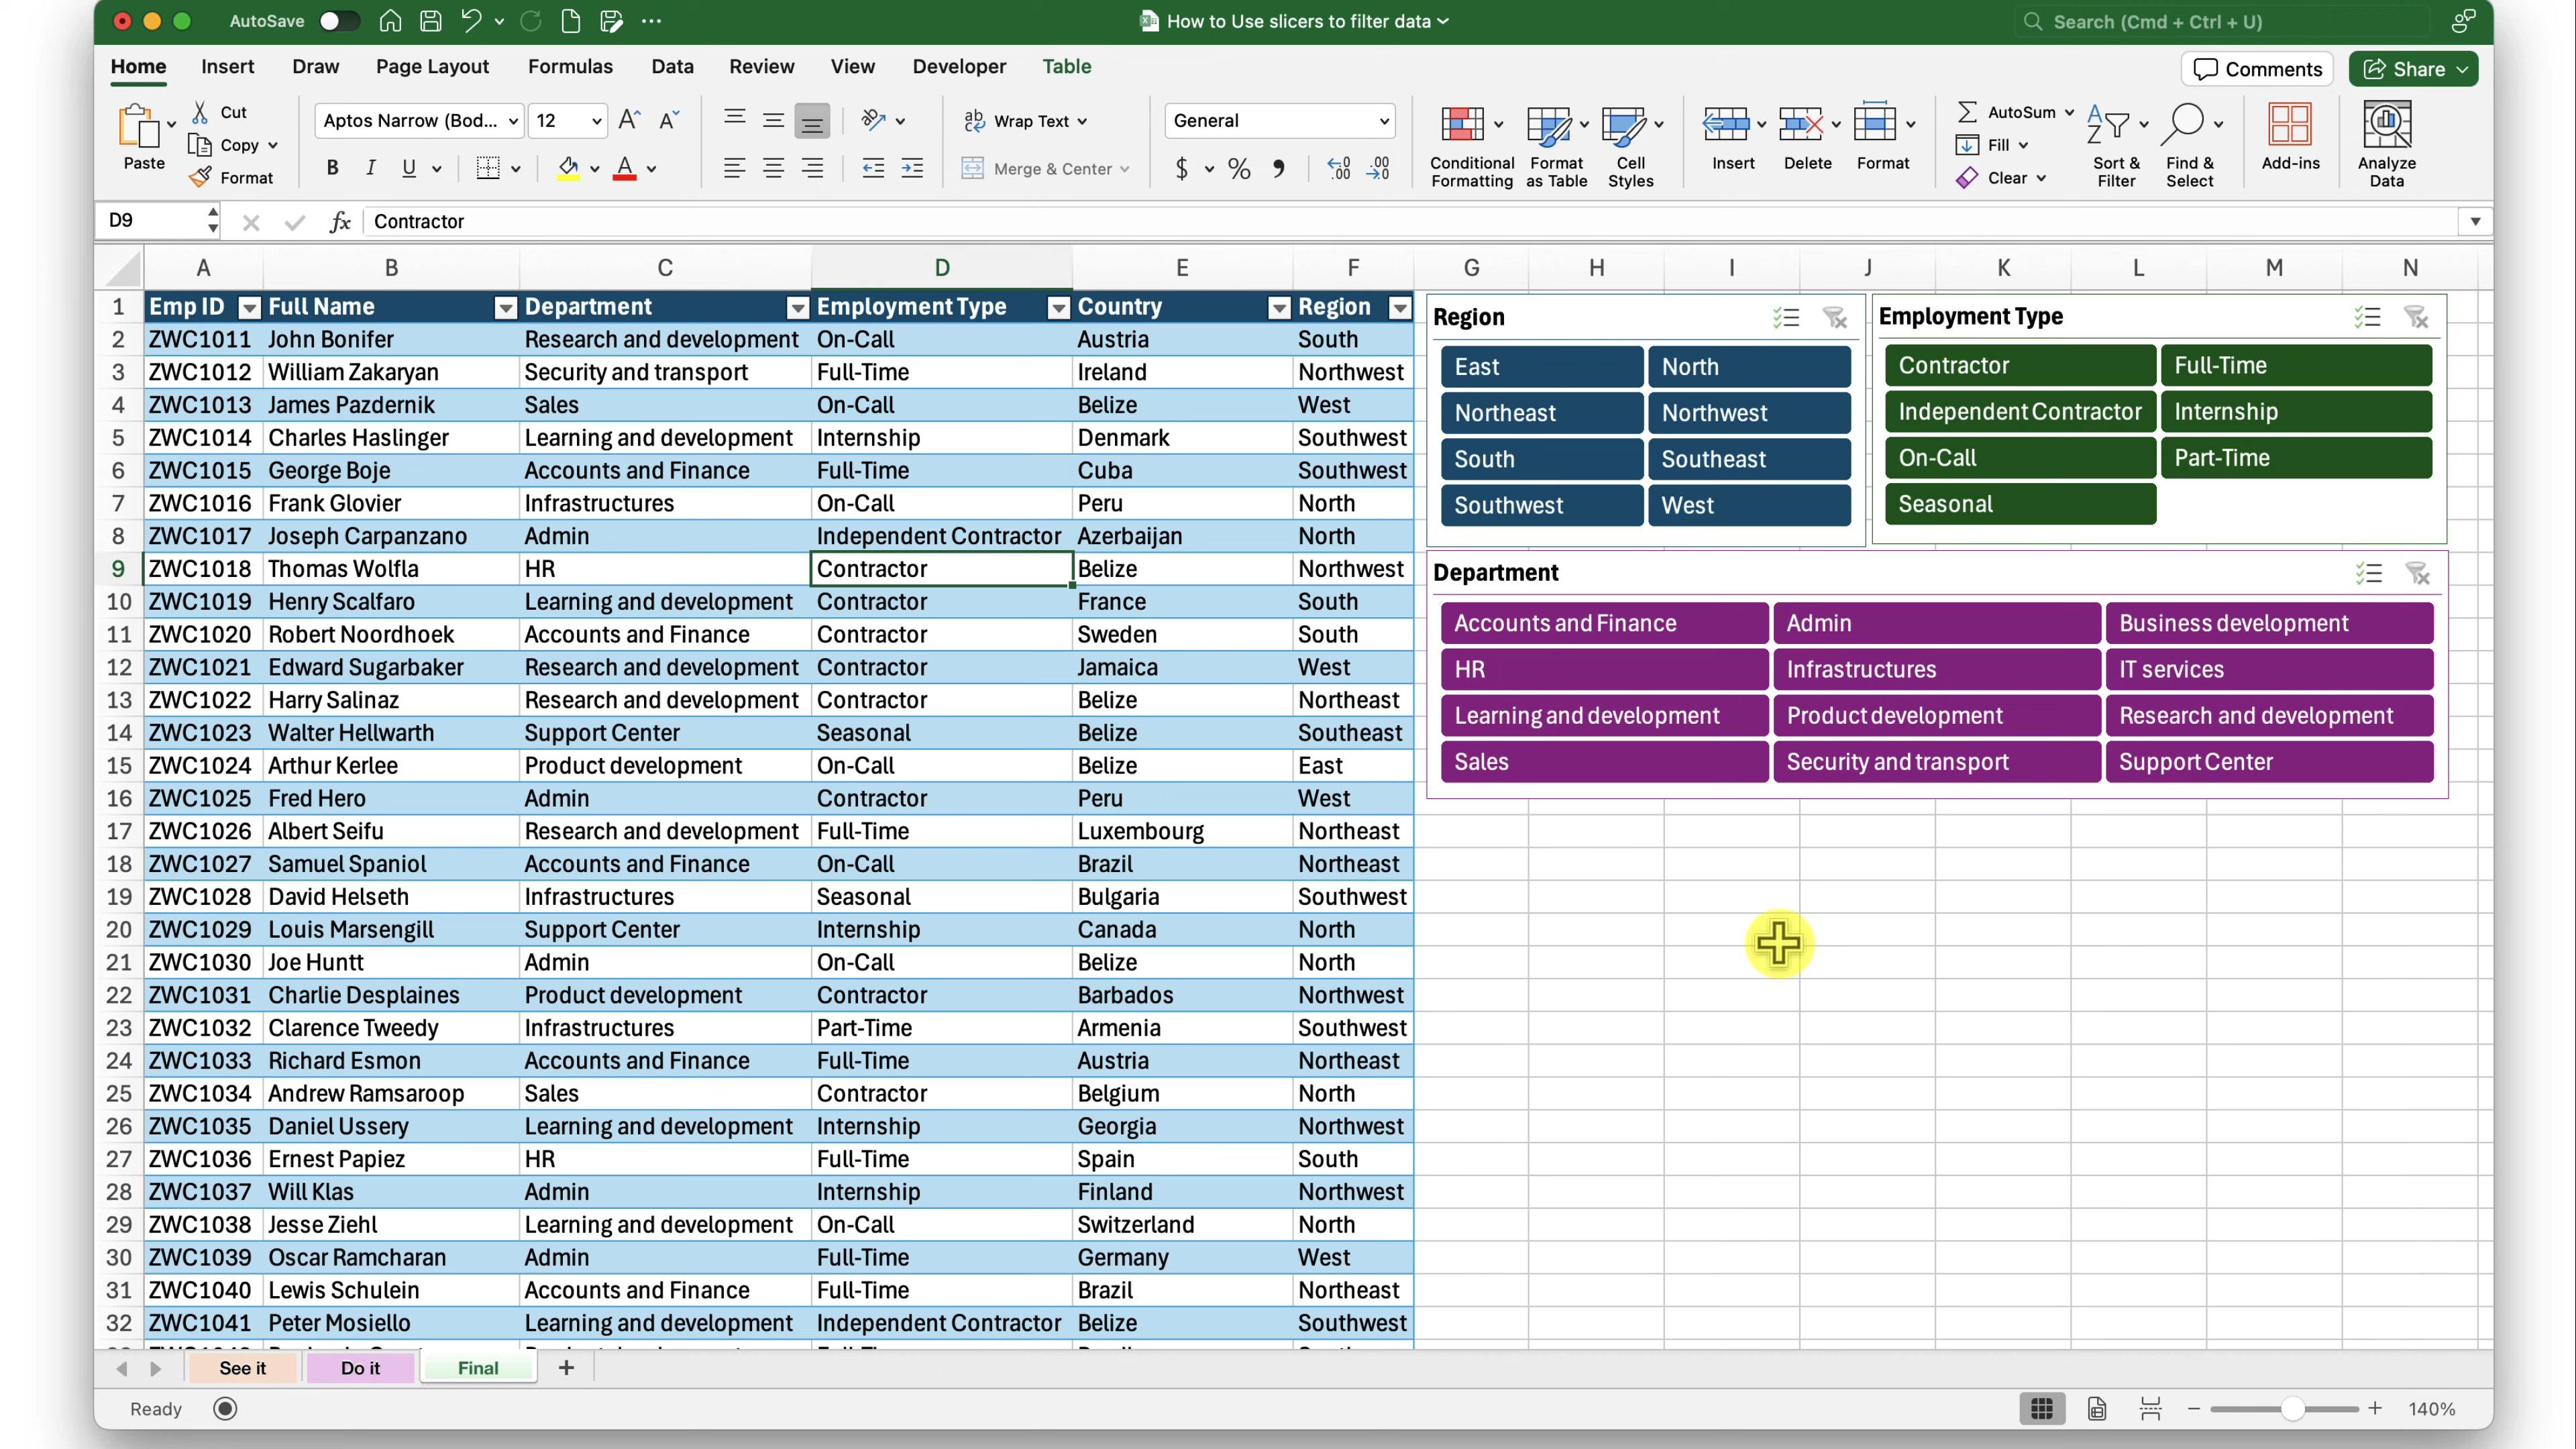 AutoSave
How to Use slicers to filter data
Search (Cmd + Ctrl + U)
Home Insert Draw Page Layout Formulas Data Review View Developer Table
Comments Share
Paste Cut Copy Format
Aptos Narrow (Bod... 12
B I U
Wrap Text
Merge & Center
General
$ %
Conditional Formatting
Format as Table
Cell Styles
Insert Delete Format
AutoSum Fill Clear
Sort & Filter
Find & Select
Add-ins
Analyze Data
D9 fx Contractor
A B C D E F G H I J K L M N
1 Emp ID Full Name Department Employment Type Country Region
2 ZWC1011 John Bonifer Research and development On-Call Austria South
3 ZWC1012 William Zakaryan Security and transport Full-Time Ireland Northwest
4 ZWC1013 James Pazdernik Sales On-Call Belize West
5 ZWC1014 Charles Haslinger Learning and development Internship Denmark Southwest
6 ZWC1015 George Boje Accounts and Finance Full-Time Cuba Southwest
7 ZWC1016 Frank Glovier Infrastructures On-Call Peru North
8 ZWC1017 Joseph Carpanzano Admin Independent Contractor Azerbaijan North
9 ZWC1018 Thomas Wolfla HR Contractor Belize Northwest
10 ZWC1019 Henry Scalfaro Learning and development Contractor France South
11 ZWC1020 Robert Noordhoek Accounts and Finance Contractor Sweden South
12 ZWC1021 Edward Sugarbaker Research and development Contractor Jamaica West
13 ZWC1022 Harry Salinaz Research and development Contractor Belize Northeast
14 ZWC1023 Walter Hellwarth Support Center Seasonal Belize Southeast
15 ZWC1024 Arthur Kerlee Product development On-Call Belize East
16 ZWC1025 Fred Hero Admin Contractor Peru West
17 ZWC1026 Albert Seifu Research and development Full-Time Luxembourg Northeast
18 ZWC1027 Samuel Spaniol Accounts and Finance On-Call Brazil Northeast
19 ZWC1028 David Helseth Infrastructures Seasonal Bulgaria Southwest
20 ZWC1029 Louis Marsengill Support Center Internship Canada North
21 ZWC1030 Joe Huntt Admin On-Call Belize North
22 ZWC1031 Charlie Desplaines Product development Contractor Barbados Northwest
23 ZWC1032 Clarence Tweedy Infrastructures Part-Time Armenia Southwest
24 ZWC1033 Richard Esmon Accounts and Finance Full-Time Austria Northeast
25 ZWC1034 Andrew Ramsaroop Sales Contractor Belgium North
26 ZWC1035 Daniel Ussery Learning and development Internship Georgia Northwest
27 ZWC1036 Ernest Papiez HR Full-Time Spain South
28 ZWC1037 Will Klas Admin Internship Finland Northwest
29 ZWC1038 Jesse Ziehl Learning and development On-Call Switzerland North
30 ZWC1039 Oscar Ramcharan Admin Full-Time Germany West
31 ZWC1040 Lewis Schulein Accounts and Finance Full-Time Brazil Northeast
32 ZWC1041 Peter Mosiello Learning and development Independent Contractor Belize Southwest
Region
East North
Northeast Northwest
South Southeast
Southwest West
Employment Type
Contractor Full-Time
Independent Contractor Internship
On-Call Part-Time
Seasonal
Department
Accounts and Finance Admin Business development
HR Infrastructures IT services
Learning and development Product development Research and development
Sales Security and transport Support Center
See it Do it Final
Ready 140%